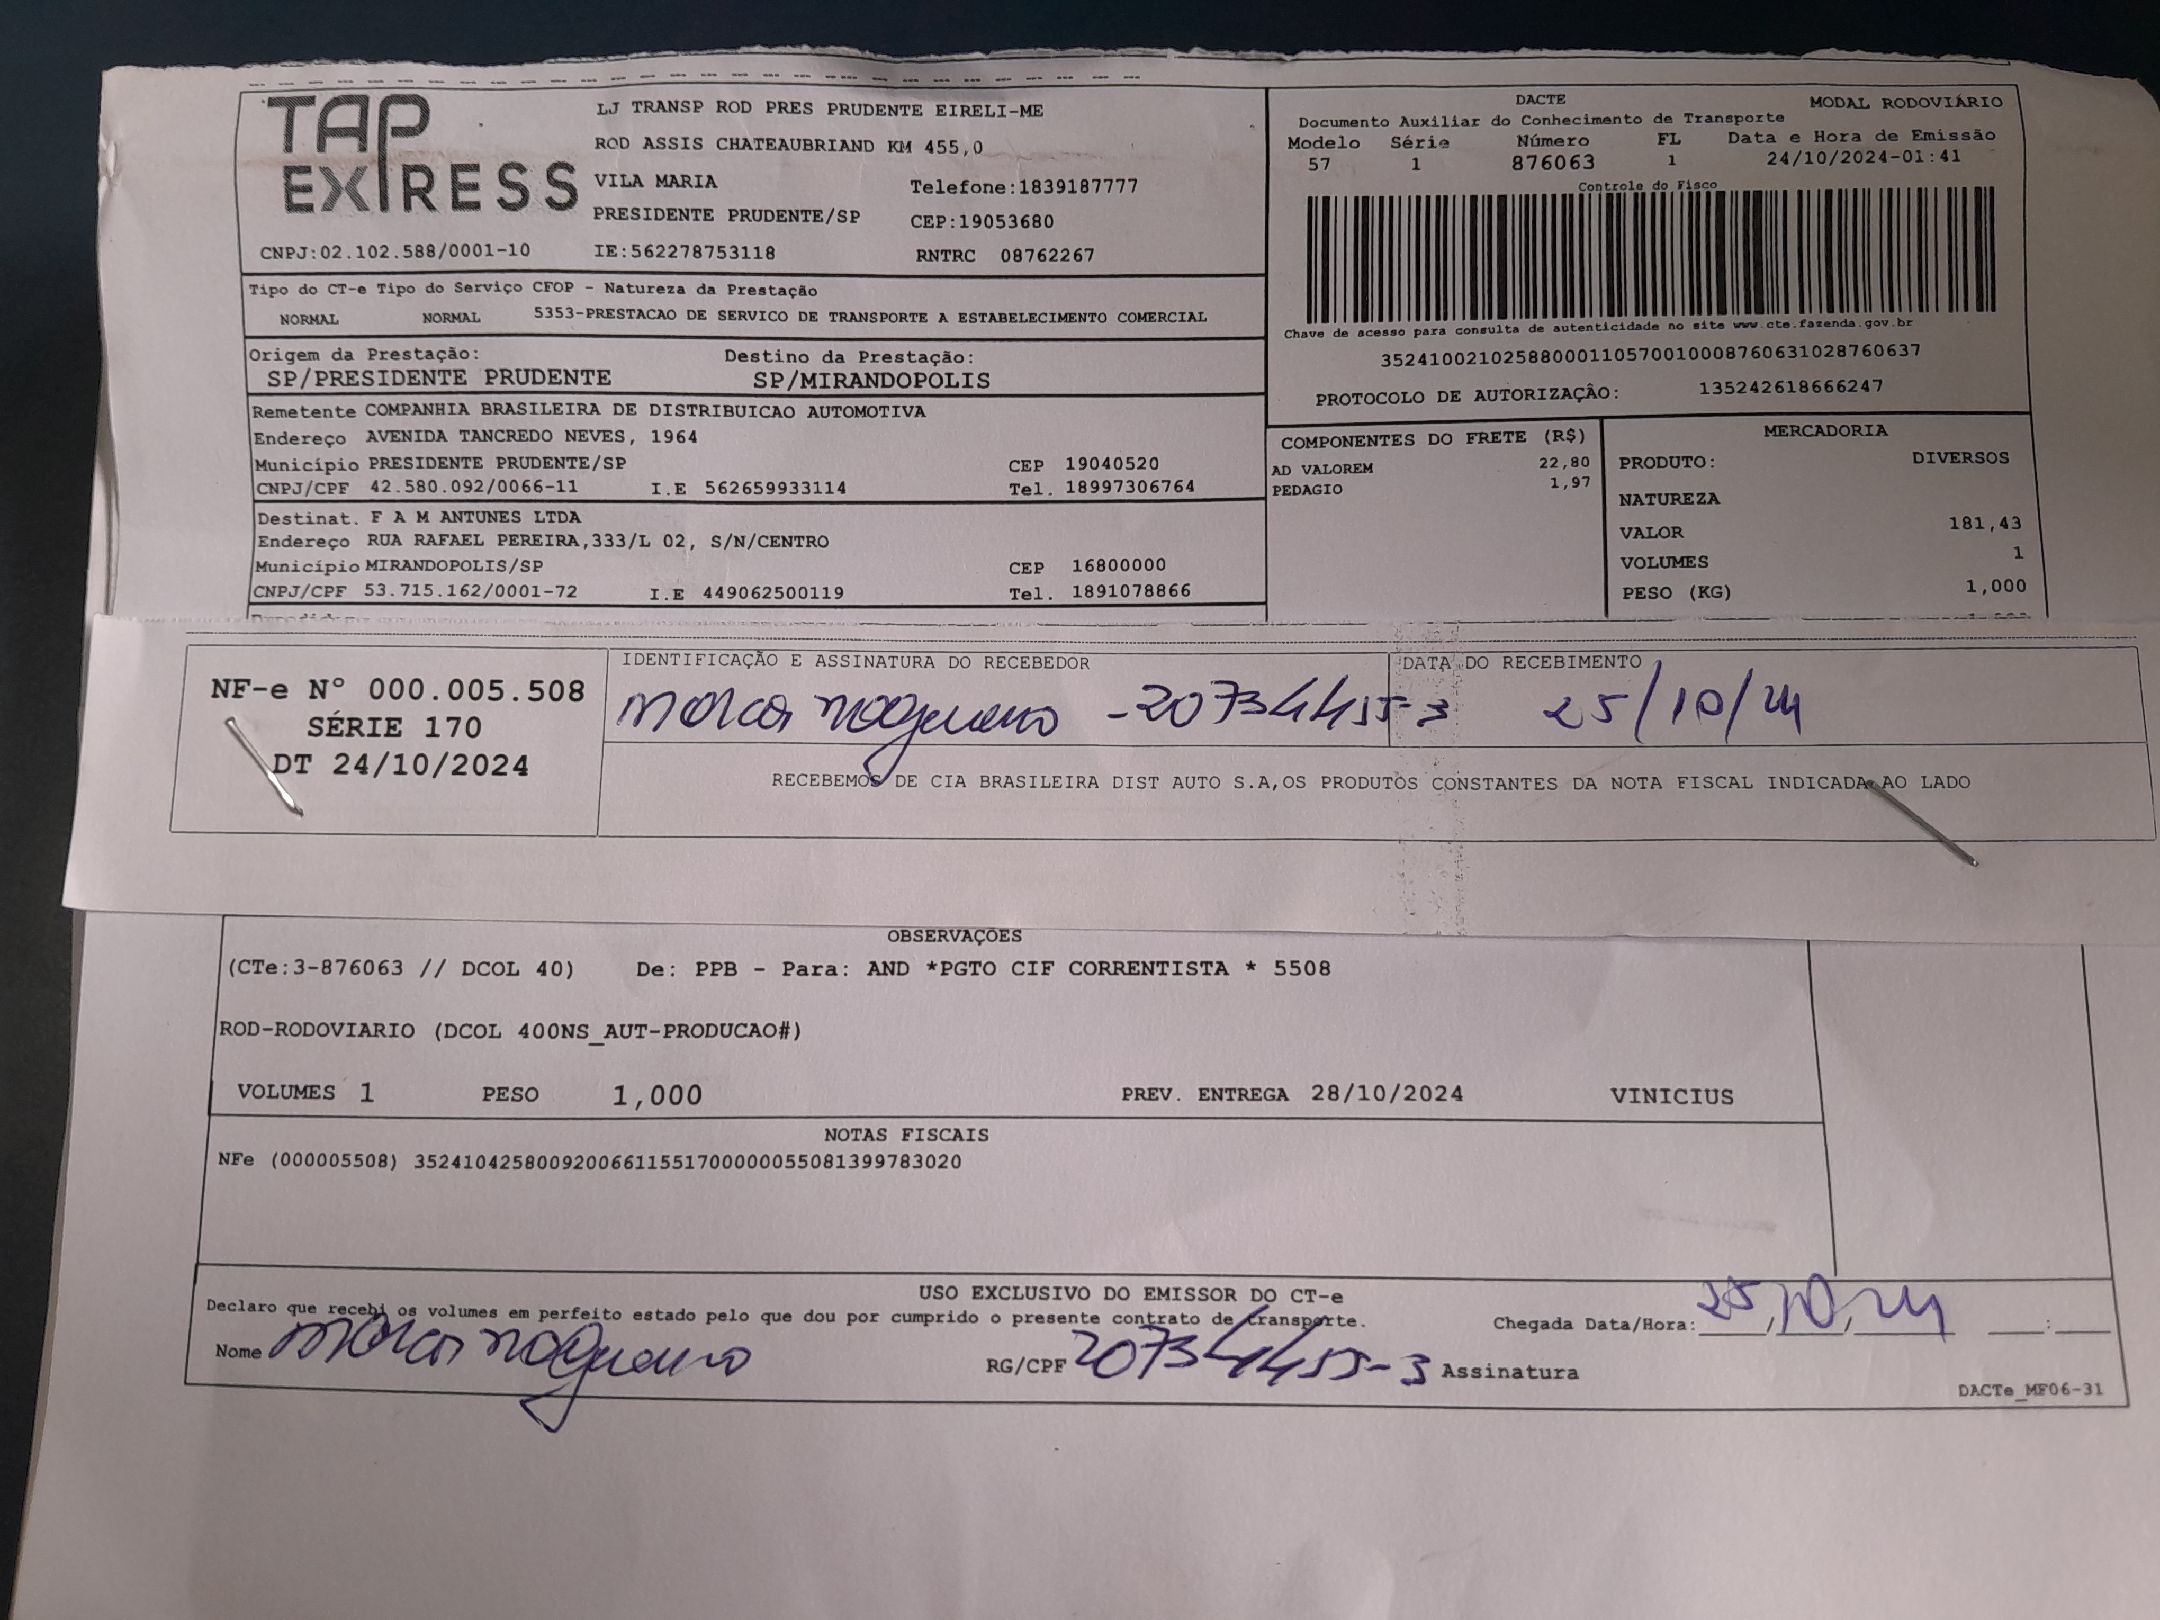 TAP EXPRESS
LJ TRANSP ROD PRES PRUDENTE EIRELI-ME
ROD ASSIS CHATEAUBRIAND KM 455,0
VILA MARIA Telefone:1839187777
PRESIDENTE PRUDENTE/SP CEP:19053680
CNPJ:02.102.588/0001-10 IE:562278753118 RNTRC 08762267
DACTE MODAL RODOVIÁRIO
Documento Auxiliar do Conhecimento de Transporte
Modelo Série Número FL Data e Hora de Emissão
57 1 876063 1 24/10/2024-01:41
Controle do Fisco
Chave de acesso para consulta de autenticidade no site www.cte.fazenda.gov.br
35241002102588000110570010008760631028760637
PROTOCOLO DE AUTORIZAÇÃO: 135242618666247
Tipo do CT-e Tipo do Serviço CFOP - Natureza da Prestação
NORMAL NORMAL 5353-PRESTACAO DE SERVICO DE TRANSPORTE A ESTABELECIMENTO COMERCIAL
Origem da Prestação: Destino da Prestação:
SP/PRESIDENTE PRUDENTE SP/MIRANDOPOLIS
Remetente COMPANHIA BRASILEIRA DE DISTRIBUICAO AUTOMOTIVA
Endereço AVENIDA TANCREDO NEVES, 1964
Município PRESIDENTE PRUDENTE/SP CEP 19040520
CNPJ/CPF 42.580.092/0066-11 I.E 562659933114 Tel. 18997306764
Destinat. F A M ANTUNES LTDA
Endereço RUA RAFAEL PEREIRA,333/L 02, S/N/CENTRO
Município MIRANDOPOLIS/SP CEP 16800000
CNPJ/CPF 53.715.162/0001-72 I.E 449062500119 Tel. 1891078866
COMPONENTES DO FRETE (R$)
AD VALOREM 22,80
PEDAGIO 1,97
MERCADORIA
PRODUTO: DIVERSOS
NATUREZA
VALOR 181,43
VOLUMES 1
PESO (KG) 1,000
NF-e Nº 000.005.508
SÉRIE 170
DT 24/10/2024
IDENTIFICAÇÃO E ASSINATURA DO RECEBEDOR DATA DO RECEBIMENTO
-20734455-3 25/10/24
RECEBEMOS DE CIA BRASILEIRA DIST AUTO S.A,OS PRODUTOS CONSTANTES DA NOTA FISCAL INDICADA AO LADO
OBSERVAÇÕES
(CTe:3-876063 // DCOL 40) De: PPB - Para: AND *PGTO CIF CORRENTISTA * 5508
ROD-RODOVIARIO (DCOL 400NS_AUT-PRODUCAO#)
VOLUMES 1 PESO 1,000 PREV. ENTREGA 28/10/2024 VINICIUS
NOTAS FISCAIS
NFe (000005508) 35241042580092006611551700000055081399783020
USO EXCLUSIVO DO EMISSOR DO CT-e
Declaro que recebi os volumes em perfeito estado pelo que dou por cumprido o presente contrato de transporte.
Chegada Data/Hora: 25/10/24 :
Nome RG/CPF 20734455-3 Assinatura
DACTe_MF06-31